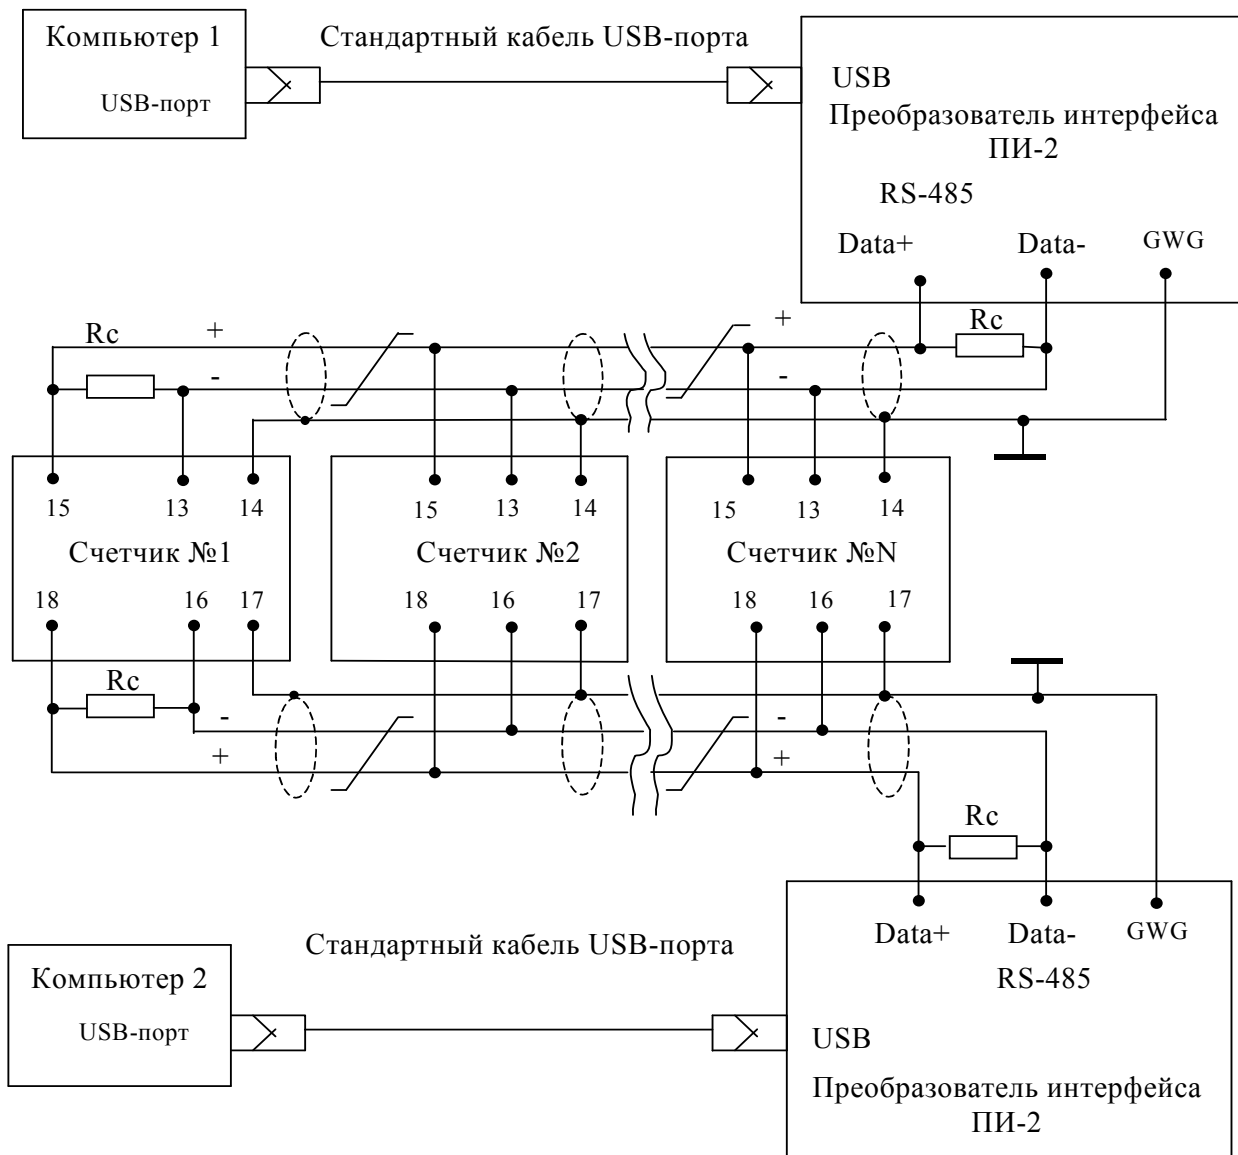 Компьютер 1
USB-порт
Стандартный кабель USB-порта
USB
Преобразователь интерфейса
ПИ-2
RS-485
Data+ Data- GWG
Rc + + Rc
- -
15 13 14 15 13 14 15 13 14
Счетчик №1 Счетчик №2 Счетчик №N
18 16 17 18 16 17 18 16 17
Rc
- -
+ +
Rc
Data+ Data- GWG
RS-485
Стандартный кабель USB-порта
Компьютер 2
USB-порт
USB
Преобразователь интерфейса
ПИ-2